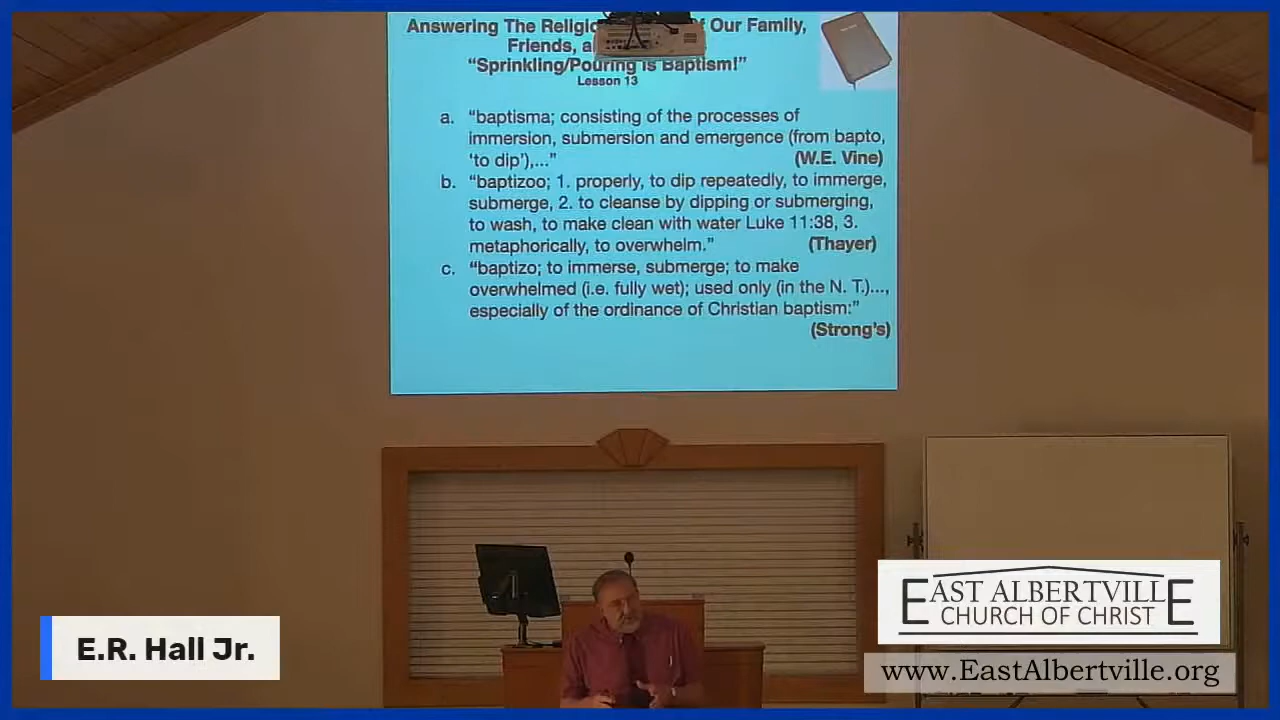 Answering The Religio Of Our Family,
Friends, a
“Sprinkling/Pouring Is Baptism!”
Lesson 13
a. “baptisma; consisting of the processes of
immersion, submersion and emergence (from bapto,
‘to dip’),...” (W.E. Vine)
b. “baptizoo; 1. properly, to dip repeatedly, to immerge,
submerge, 2. to cleanse by dipping or submerging,
to wash, to make clean with water Luke 11:38, 3.
metaphorically, to overwhelm.” (Thayer)
c. “baptizo; to immerse, submerge; to make
overwhelmed (i.e. fully wet); used only (in the N. T.)...,
especially of the ordinance of Christian baptism:”
(Strong’s)
EAST ALBERTVILLE
CHURCH OF CHRIST
E.R. Hall Jr.
www.EastAlbertville.org